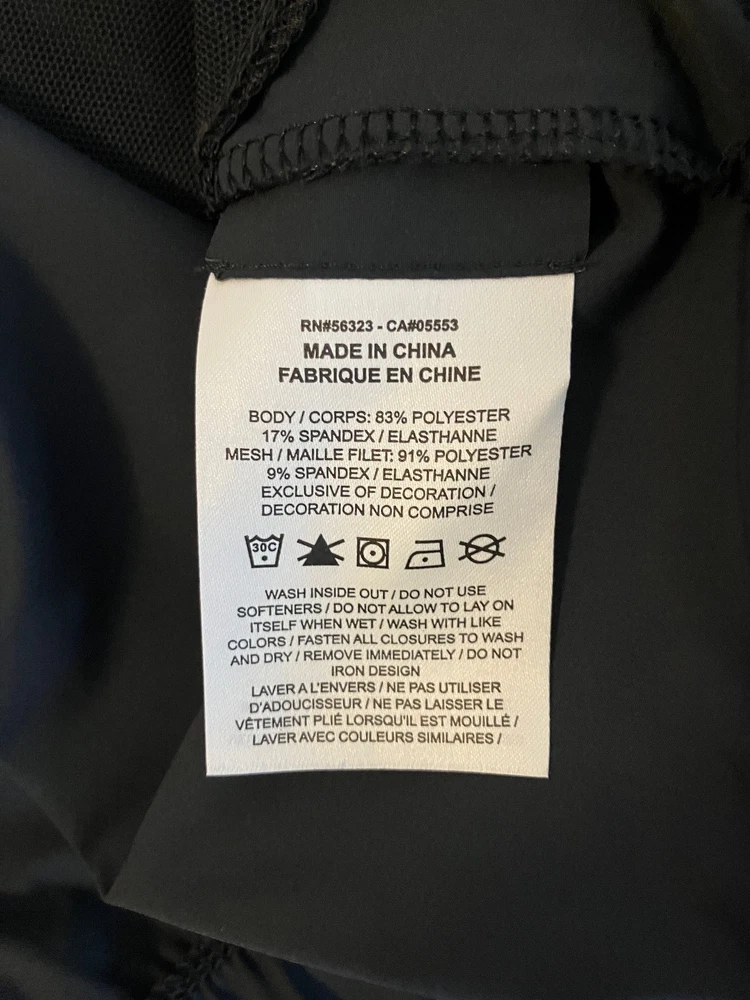 RN#56323 - CA#05553
MADE IN CHINA
FABRIQUE EN CHINE
BODY / CORPS: 83% POLYESTER
17% SPANDEX / ELASTHANNE
MESH / MAILLE FILET: 91% POLYESTER
9% SPANDEX / ELASTHANNE
EXCLUSIVE OF DECORATION /
DECORATION NON COMPRISE
30C
WASH INSIDE OUT / DO NOT USE
SOFTENERS / DO NOT ALLOW TO LAY ON
ITSELF WHEN WET / WASH WITH LIKE
COLORS / FASTEN ALL CLOSURES TO WASH
AND DRY / REMOVE IMMEDIATELY / DO NOT
IRON DESIGN
LAVER A L'ENVERS / NE PAS UTILISER
D'ADOUCISSEUR / NE PAS LAISSER LE
VÊTEMENT PLIÉ LORSQU'IL EST MOUILLÉ /
LAVER AVEC COULEURS SIMILAIRES /